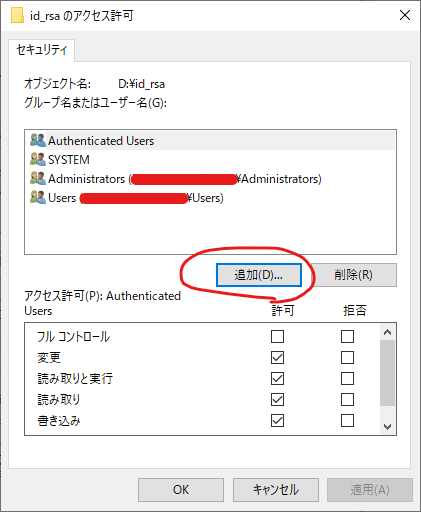 id_rsa のアクセス許可
セキュリティ
オブジェクト名: D:¥id_rsa
グループ名またはユーザー名(G):
Authenticated Users
SYSTEM
Administrators (¥Administrators)
Users (¥Users)
追加(D)... 削除(R)
アクセス許可(P): Authenticated
Users 許可 拒否
フル コントロール
変更
読み取りと実行
読み取り
書き込み
OK キャンセル 適用(A)